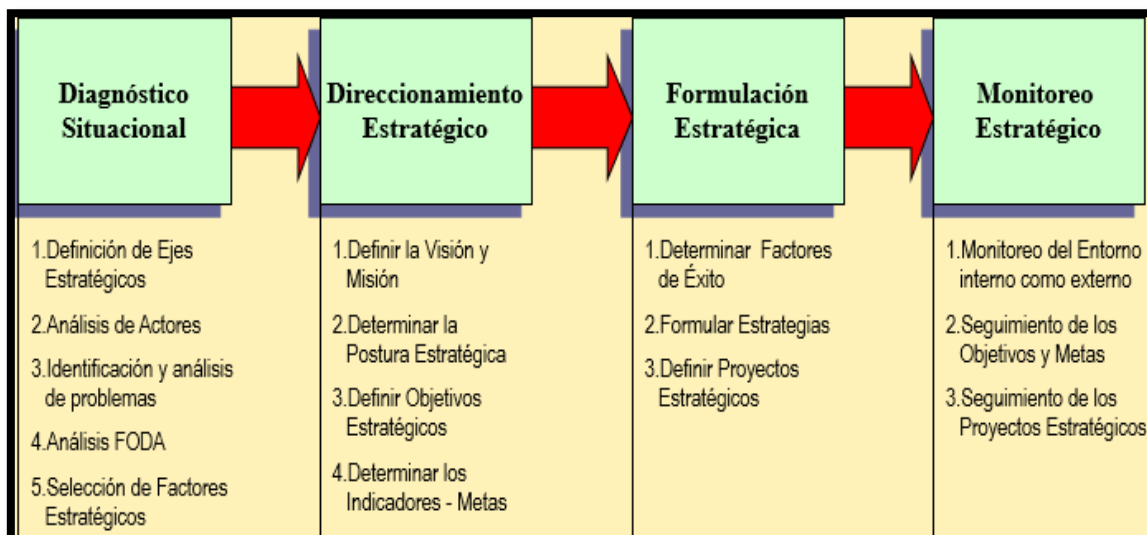 Diagnóstico
Situacional
1.Definición de Ejes
Estratégicos
2.Análisis de Actores
3.Identificación y análisis
de problemas
4.Análisis FODA
5.Selección de Factores
Estratégicos
Direccionamiento
Estratégico
1.Definir la Visión y
Misión
2.Determinar la
Postura Estratégica
3.Definir Objetivos
Estratégicos
4.Determinar los
Indicadores - Metas
Formulación
Estratégica
1.Determinar Factores
de Éxito
2.Formular Estrategias
3.Definir Proyectos
Estratégicos
Monitoreo
Estratégico
1.Monitoreo del Entorno
interno como externo
2.Seguimiento de los
Objetivos y Metas
3.Seguimiento de los
Proyectos Estratégicos